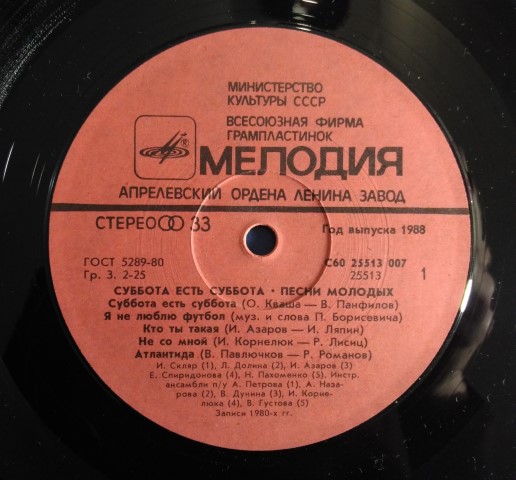 МИНИСТЕРСТВО
КУЛЬТУРЫ СССР
ВСЕСОЮЗНАЯ ФИРМА
ГРАМПЛАСТИНОК
®
МЕЛОДИЯ
АПРЕЛЕВСКИЙ ОРДЕНА ЛЕНИНА ЗАВОД
СТЕРЕО 33
Год выпуска 1988
ГОСТ 5289-80
С60 25513 007
Гр. 3. 2-25
25513
1
СУББОТА ЕСТЬ СУББОТА · ПЕСНИ МОЛОДЫХ
Суббота есть суббота (О. Кваша — В. Панфилов)
Я не люблю футбол (муз. и слова П. Борисевича)
Кто ты такая (И. Азаров — И. Ляпин)
Не со мной (И. Корнелюк — Р. Лисиц)
Атлантида (В. Павлючков — Р. Романов)
И. Скляр (1), Л. Долина (2), И. Азаров (3)
Е. Спиридонова (4), Н. Пахоменко (5). Инстр.
ансамбли п/у А. Петрова (1), А. Наза-
рова (2), В. Дунина (3), И. Корне-
люка (4), В. Густова (5)
Записи 1980-х гг.